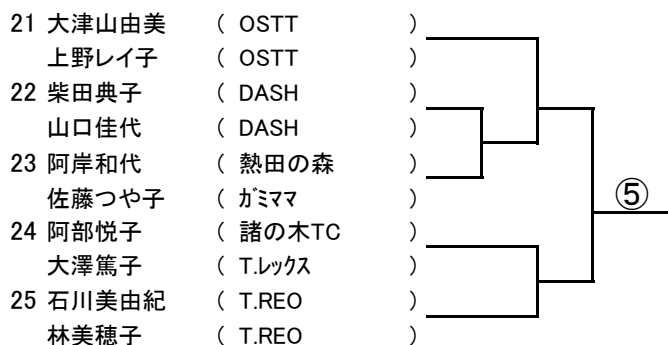 21 大津山由美 ( OSTT )
上野レイ子 ( OSTT )
22 柴田典子 ( DASH )
山口佳代 ( DASH )
23 阿岸和代 ( 熱田の森 )
佐藤つや子 ( ガミママ )
⑤
24 阿部悦子 ( 諸の木TC )
大澤篤子 ( T.レックス )
25 石川美由紀 ( T.REO )
林美穂子 ( T.REO )